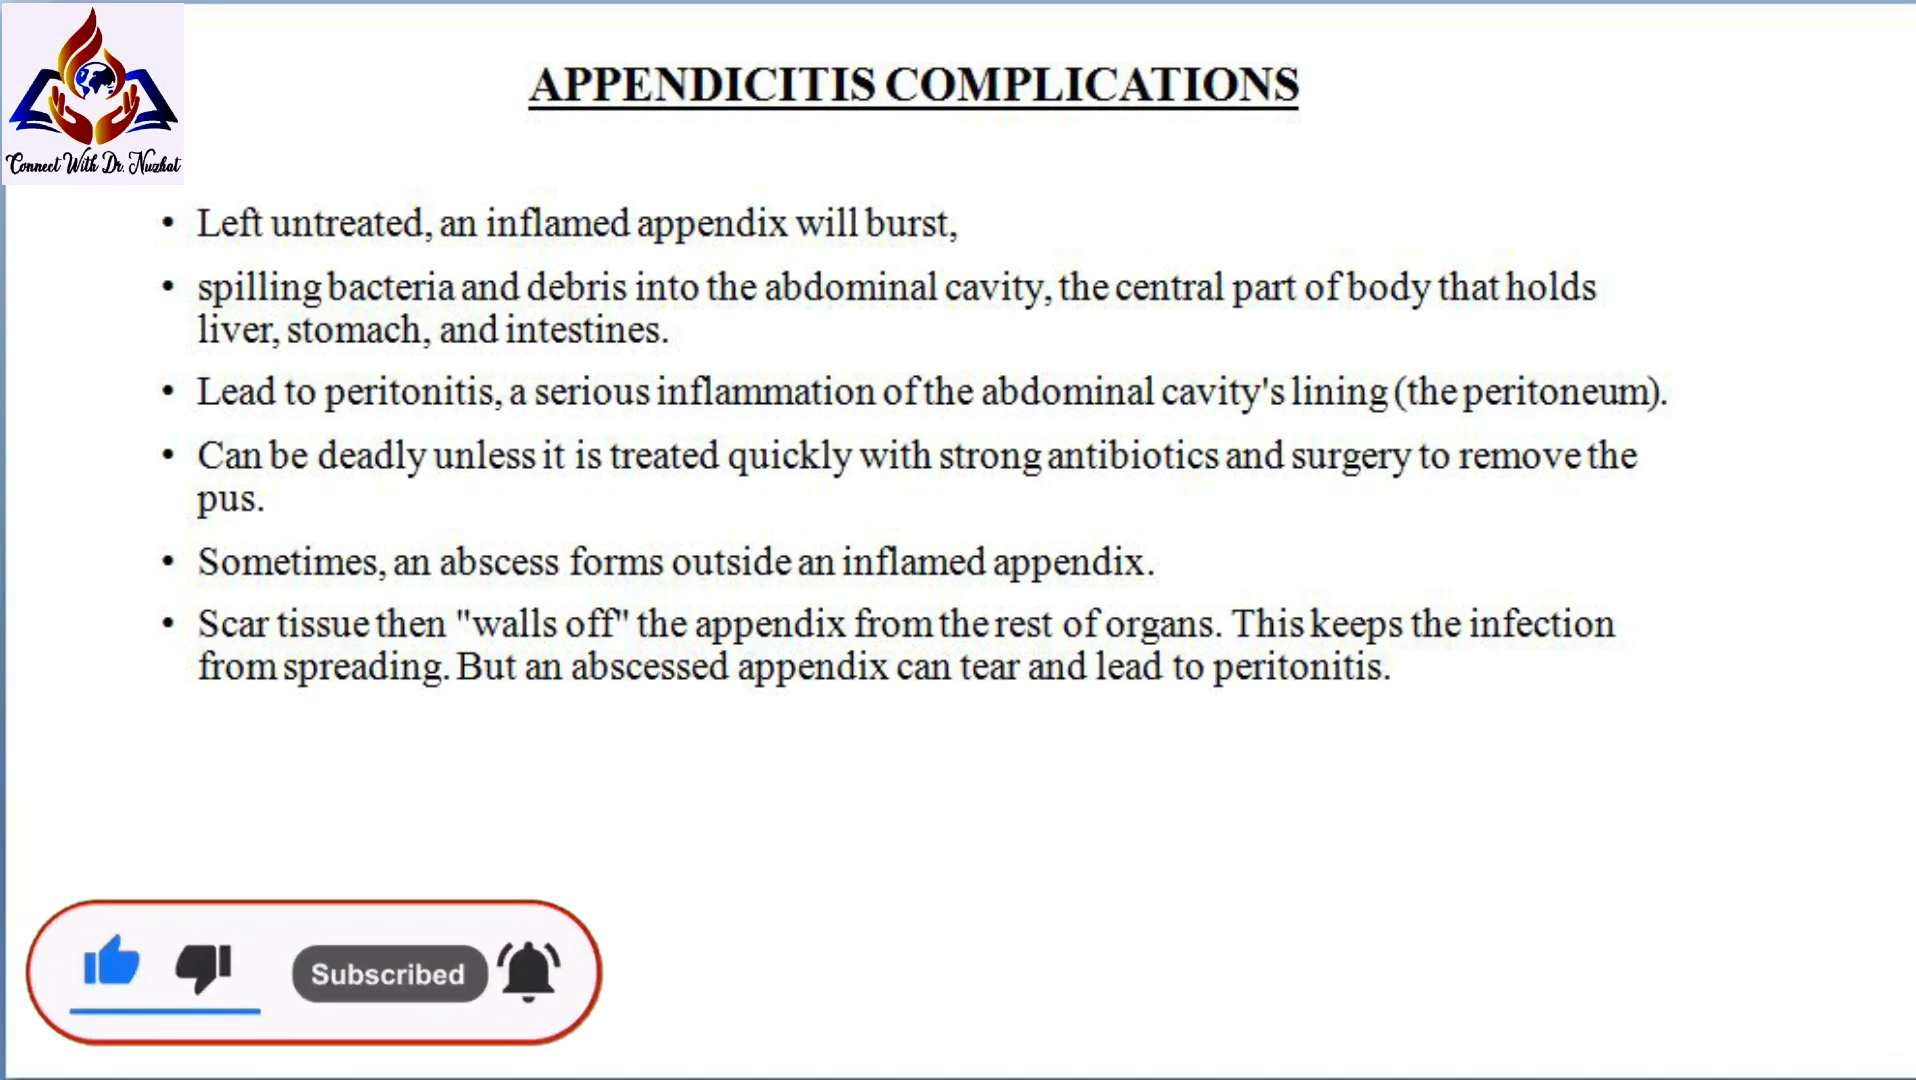 Connect With Dr. Nuzhat
APPENDICITIS COMPLICATIONS
• Left untreated, an inflamed appendix will burst,
• spilling bacteria and debris into the abdominal cavity, the central part of body that holds
liver, stomach, and intestines.
• Lead to peritonitis, a serious inflammation of the abdominal cavity's lining (the peritoneum).
• Can be deadly unless it is treated quickly with strong antibiotics and surgery to remove the
pus.
• Sometimes, an abscess forms outside an inflamed appendix.
• Scar tissue then "walls off" the appendix from the rest of organs. This keeps the infection
from spreading. But an abscessed appendix can tear and lead to peritonitis.
Subscribed